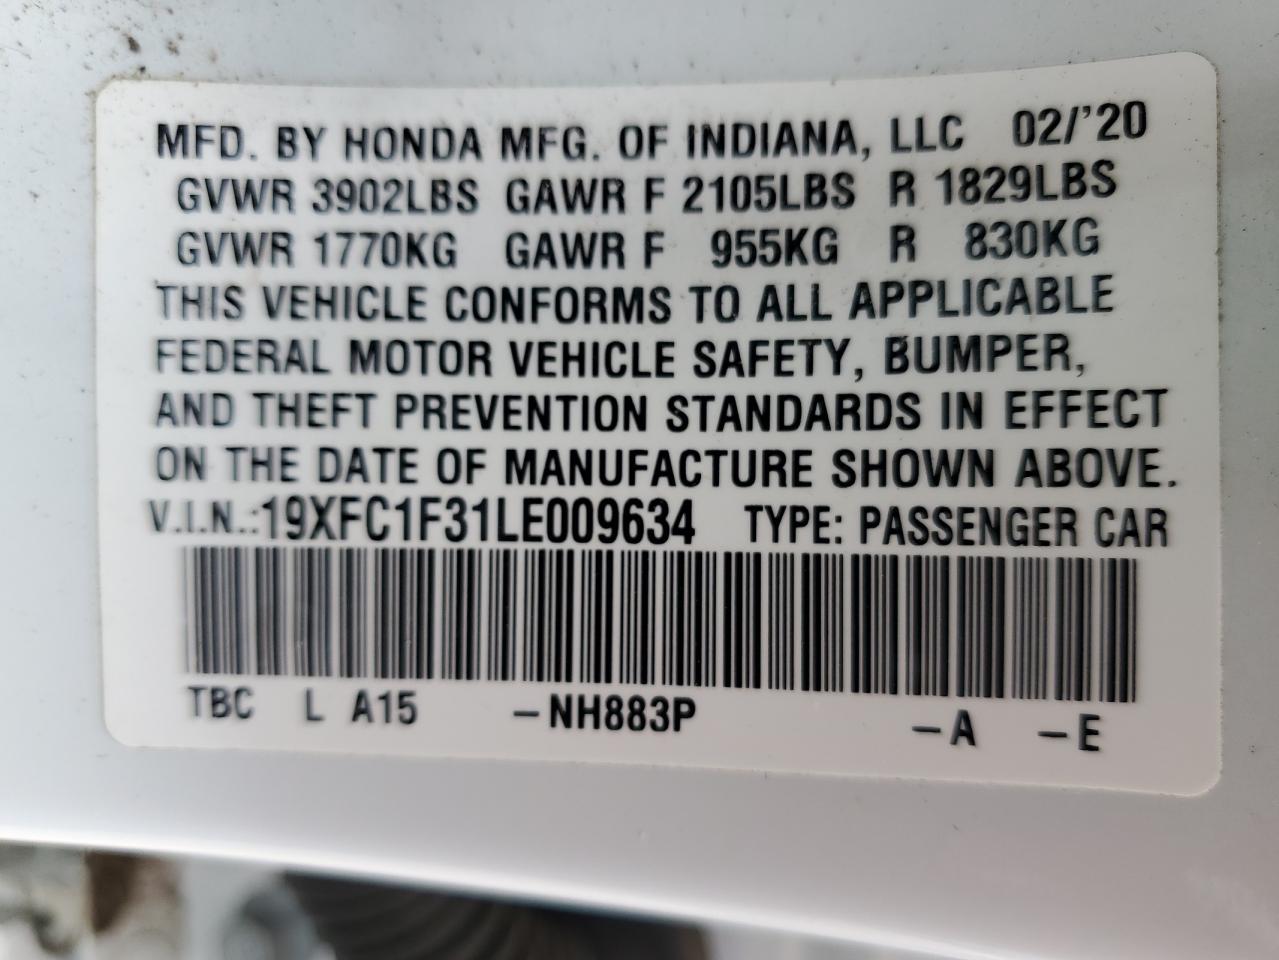 MFD. BY HONDA MFG. OF INDIANA, LLC 02/'20
GVWR 3902LBS GAWR F 2105LBS R 1829LBS
GVWR 1770KG GAWR F 955KG R 830KG
THIS VEHICLE CONFORMS TO ALL APPLICABLE
FEDERAL MOTOR VEHICLE SAFETY, BUMPER,
AND THEFT PREVENTION STANDARDS IN EFFECT
ON THE DATE OF MANUFACTURE SHOWN ABOVE.
V.I.N.:19XFC1F31LE009634 TYPE: PASSENGER CAR
TBC L A15 -NH883P -A -E